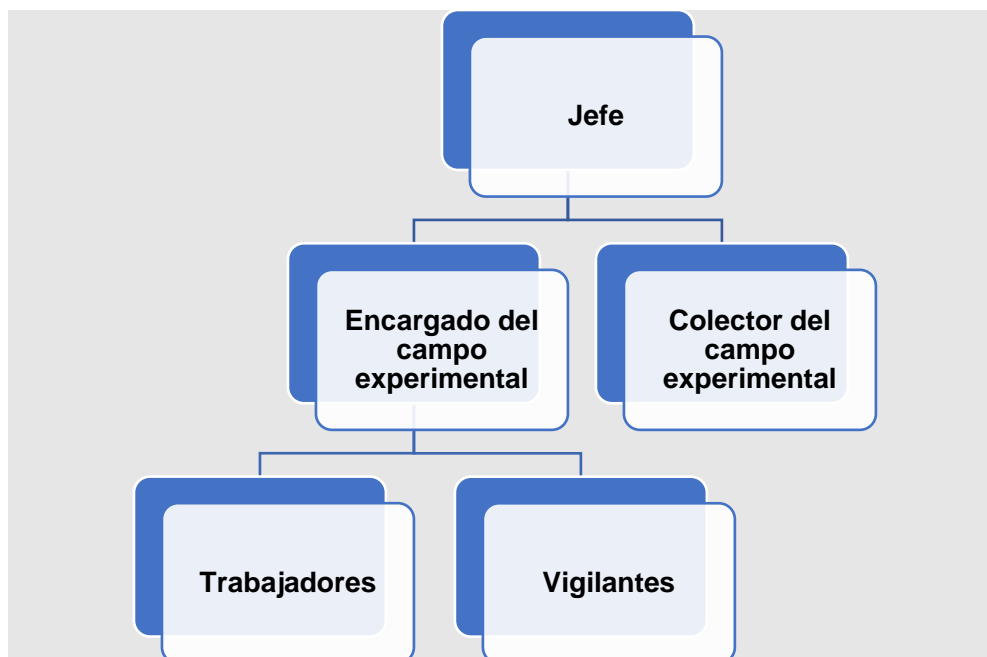 Jefe
Encargado del
campo
experimental
Colector del
campo
experimental
Trabajadores
Vigilantes